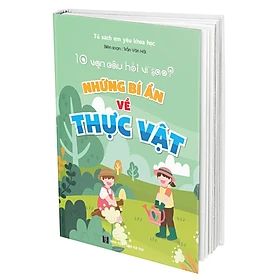 Tủ sách em yêu khoa học
Biên soạn: Trần Văn Hội
10 vạn câu hỏi vì sao?
NHỮNG BÍ ẨN
VỀ
THỰC VẬT